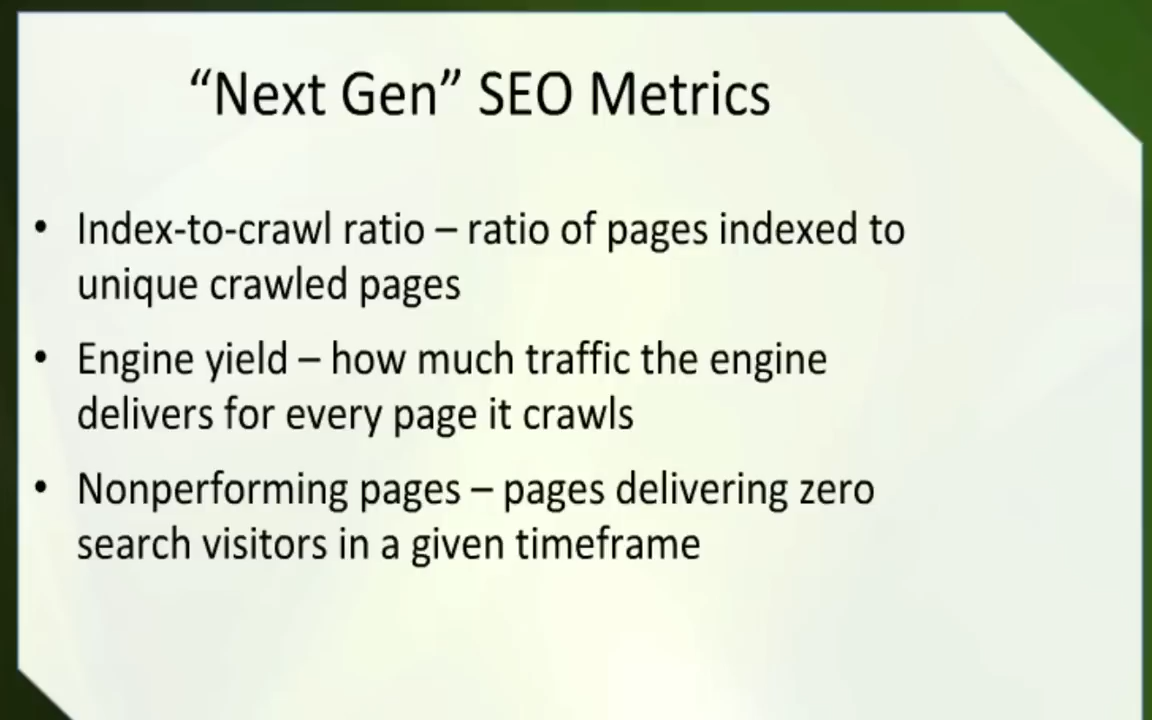 “Next Gen” SEO Metrics
• Index-to-crawl ratio – ratio of pages indexed to
unique crawled pages
• Engine yield – how much traffic the engine
delivers for every page it crawls
• Nonperforming pages – pages delivering zero
search visitors in a given timeframe